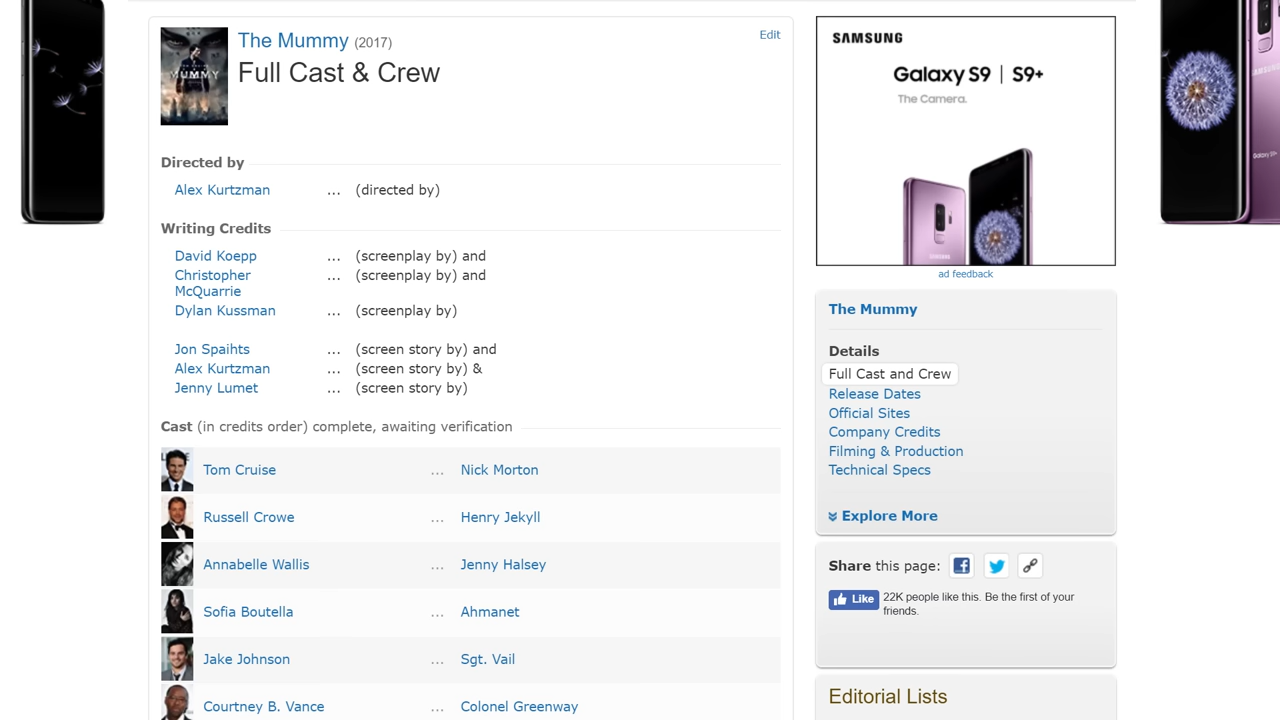 The Mummy (2017)
Edit
Full Cast & Crew
MUMMY
Directed by
Alex Kurtzman ... (directed by)
Writing Credits
David Koepp ... (screenplay by) and
Christopher ... (screenplay by) and
McQuarrie
Dylan Kussman ... (screenplay by)
Jon Spaihts ... (screen story by) and
Alex Kurtzman ... (screen story by) &
Jenny Lumet ... (screen story by)
Cast (in credits order) complete, awaiting verification
Tom Cruise ... Nick Morton
Russell Crowe ... Henry Jekyll
Annabelle Wallis ... Jenny Halsey
Sofia Boutella ... Ahmanet
Jake Johnson ... Sgt. Vail
Courtney B. Vance ... Colonel Greenway
SAMSUNG
Galaxy S9 | S9+
The Camera.
SAMSUNG
ad feedback
The Mummy
Details
Full Cast and Crew
Release Dates
Official Sites
Company Credits
Filming & Production
Technical Specs
Explore More
Share this page:
Like 22K people like this. Be the first of your
friends.
Editorial Lists
Galaxy S9+